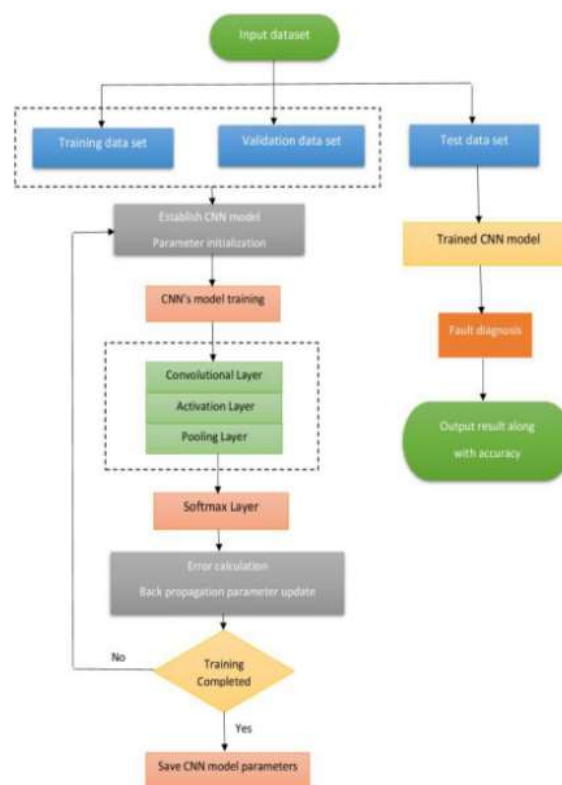 Input dataset
Training data set
Validation data set
Test data set
Establish CNN model
Parameter initialization
Trained CNN model
CNN's model training
Fault diagnosis
Convolutional Layer
Activation Layer
Pooling Layer
Output result along
with accuracy
Softmax Layer
Error calculation
Back propagation parameter update
No
Training
Completed
Yes
Save CNN model parameters